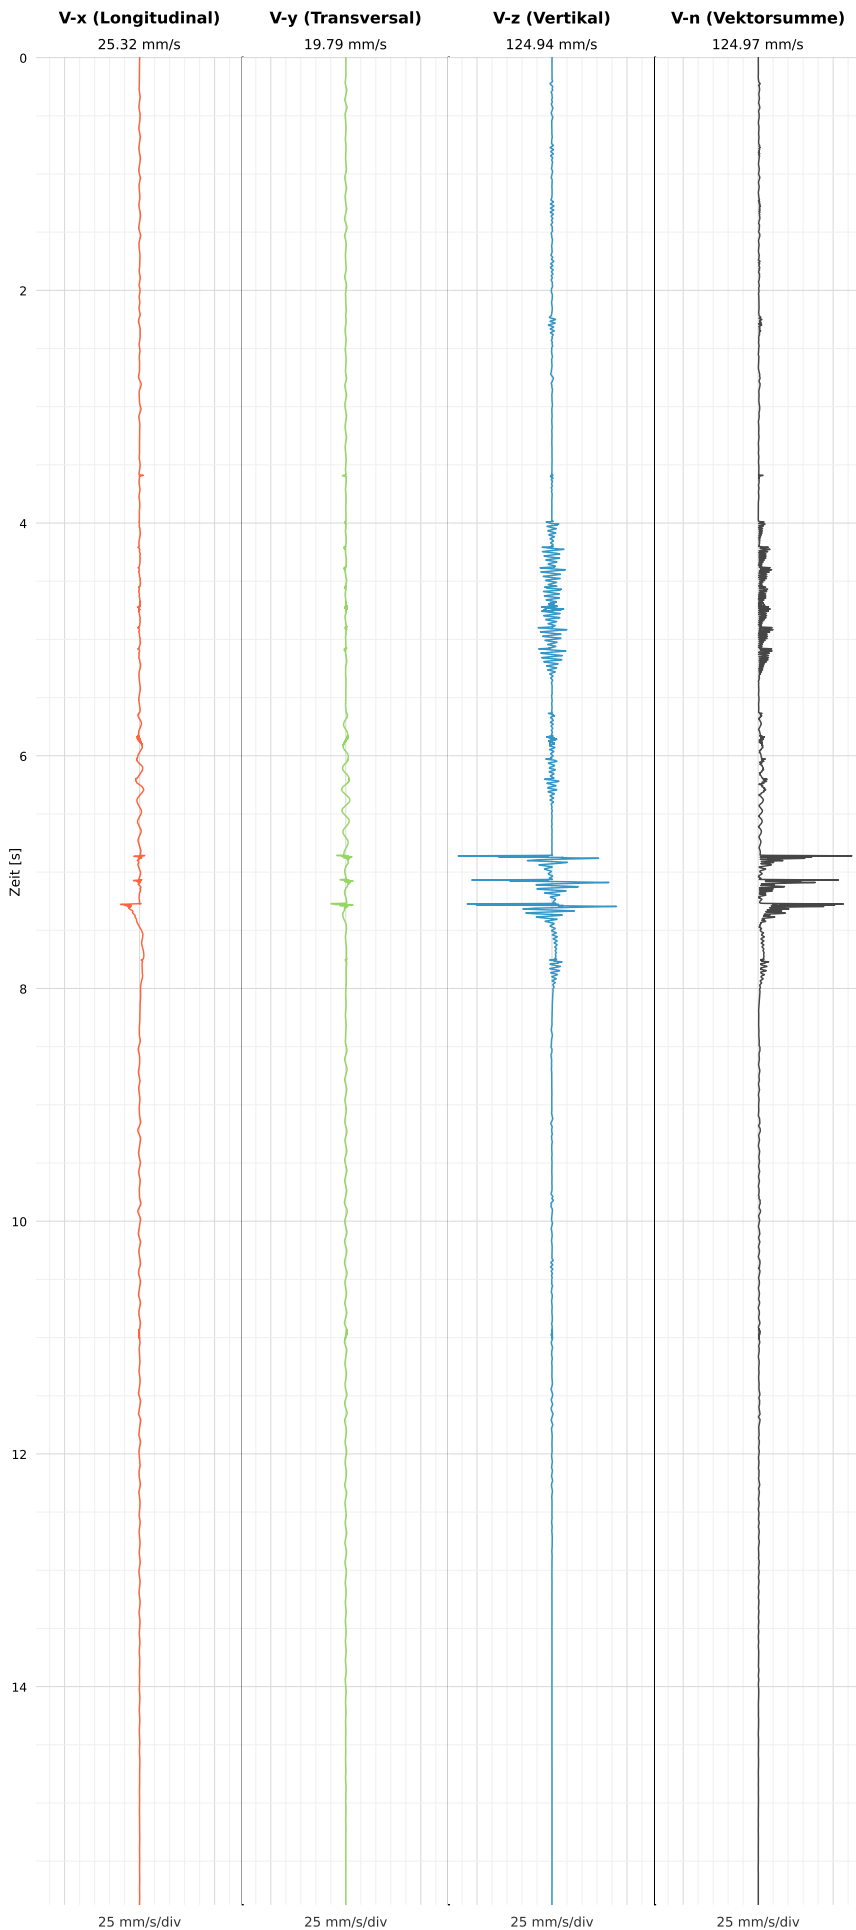 V-x (Longitudinal) V-y (Transversal) V-z (Vertikal) V-n (Vektorsumme)
25.32 mm/s 19.79 mm/s 124.94 mm/s 124.97 mm/s
0
2
4
6
Zeit [s]
8
10
12
14
25 mm/s/div 25 mm/s/div 25 mm/s/div 25 mm/s/div